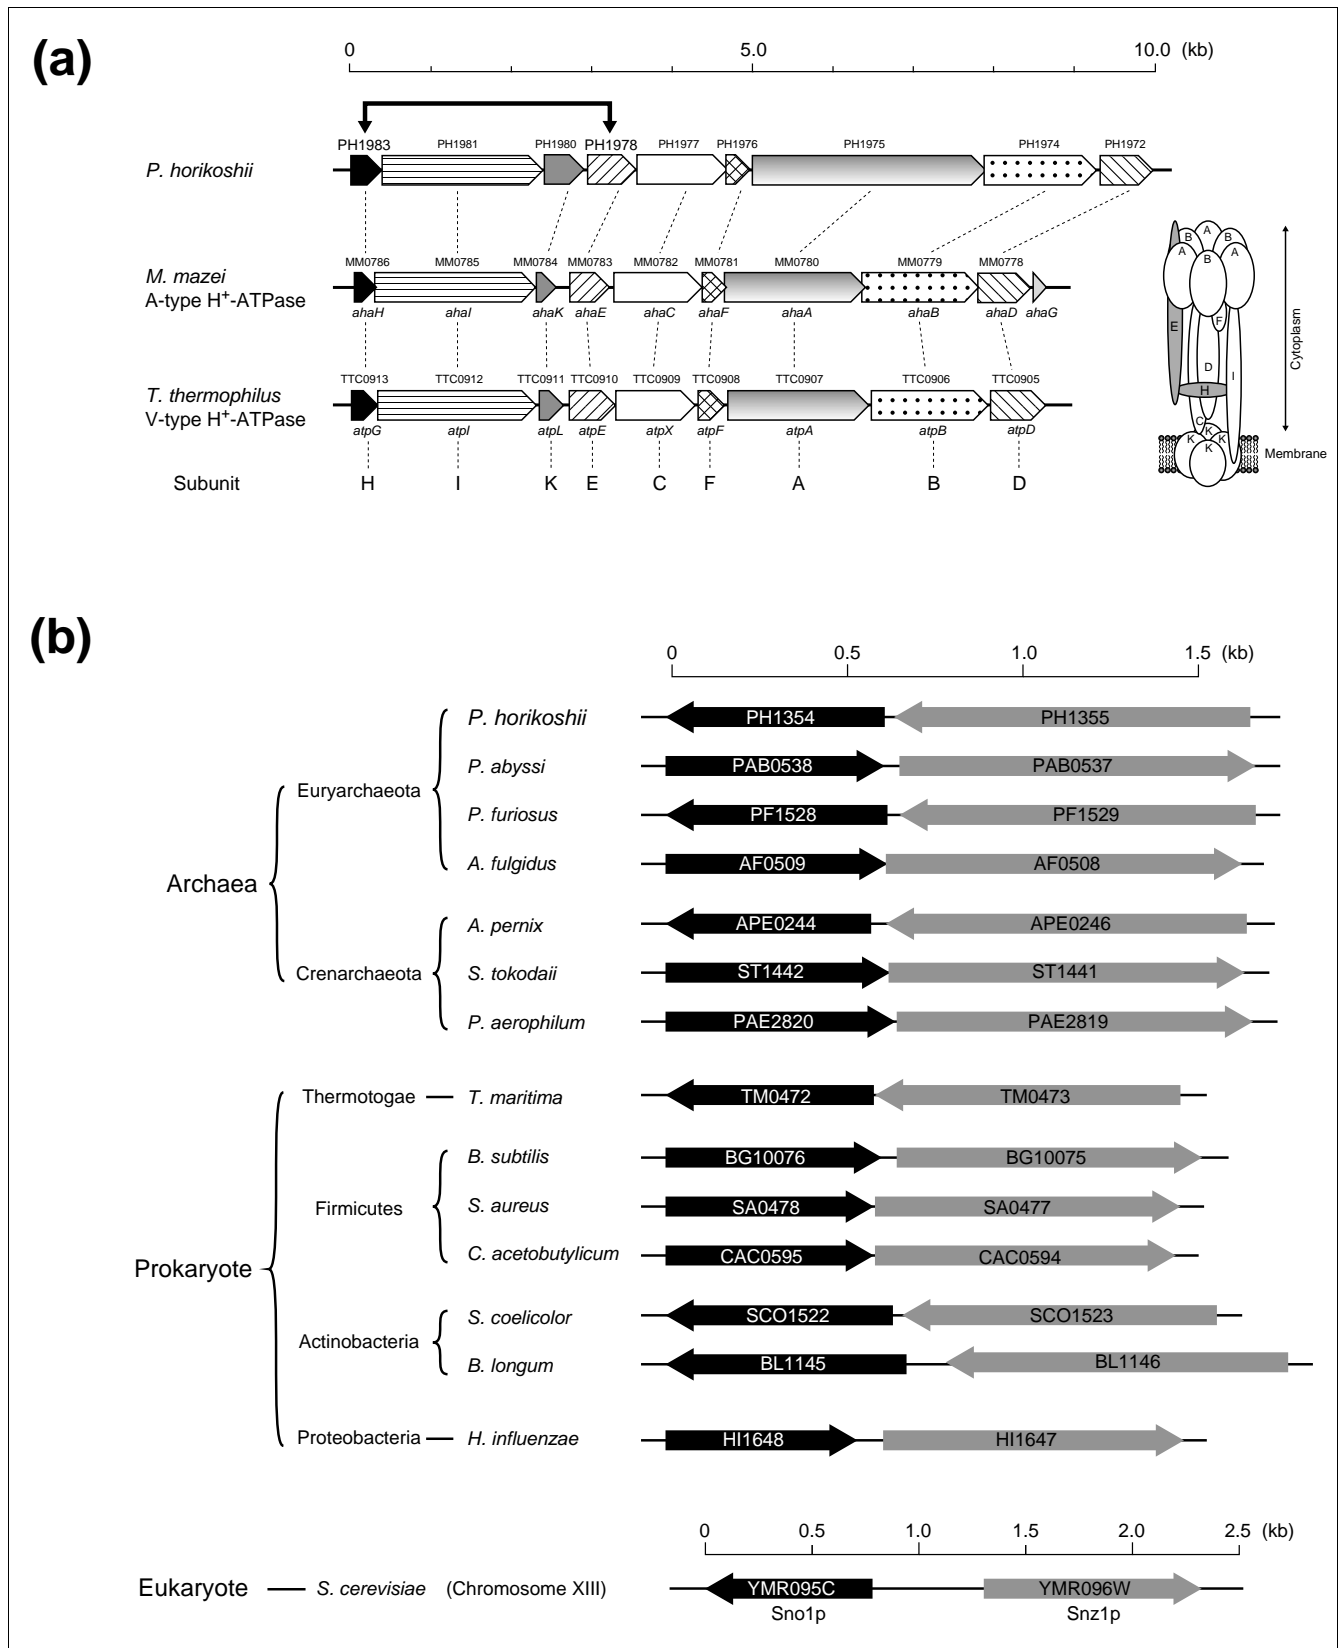 (a)
0 5.0 10.0 (kb)
PH1983 PH1981 PH1980 PH1978 PH1977 PH1976 PH1975 PH1974 PH1972
P. horikoshii
MM0786 MM0785 MM0784 MM0783 MM0782 MM0781 MM0780 MM0779 MM0778
M. mazei
A-type H+-ATPase
ahaH ahaI ahaK ahaE ahaC ahaF ahaA ahaB ahaD ahaG
TTC0913 TTC0912 TTC0911 TTC0910 TTC0909 TTC0908 TTC0907 TTC0906 TTC0905
T. thermophilus
V-type H+-ATPase
atpG atpI atpL atpE atpX atpF atpA atpB atpD
Subunit H I K E C F A B D
B A B
A B A
E F
D I
H
C
K
K K
K
Cytoplasm
Membrane
(b)
0 0.5 1.0 1.5 (kb)
Archaea
Euryarchaeota
P. horikoshii PH1354 PH1355
P. abyssi PAB0538 PAB0537
P. furiosus PF1528 PF1529
A. fulgidus AF0509 AF0508
Crenarchaeota
A. pernix APE0244 APE0246
S. tokodaii ST1442 ST1441
P. aerophilum PAE2820 PAE2819
Prokaryote
Thermotogae T. maritima TM0472 TM0473
Firmicutes
B. subtilis BG10076 BG10075
S. aureus SA0478 SA0477
C. acetobutylicum CAC0595 CAC0594
Actinobacteria
S. coelicolor SCO1522 SCO1523
B. longum BL1145 BL1146
Proteobacteria H. influenzae HI1648 HI1647
0 0.5 1.0 1.5 2.0 2.5 (kb)
Eukaryote S. cerevisiae (Chromosome XIII) YMR095C YMR096W
Sno1p Snz1p